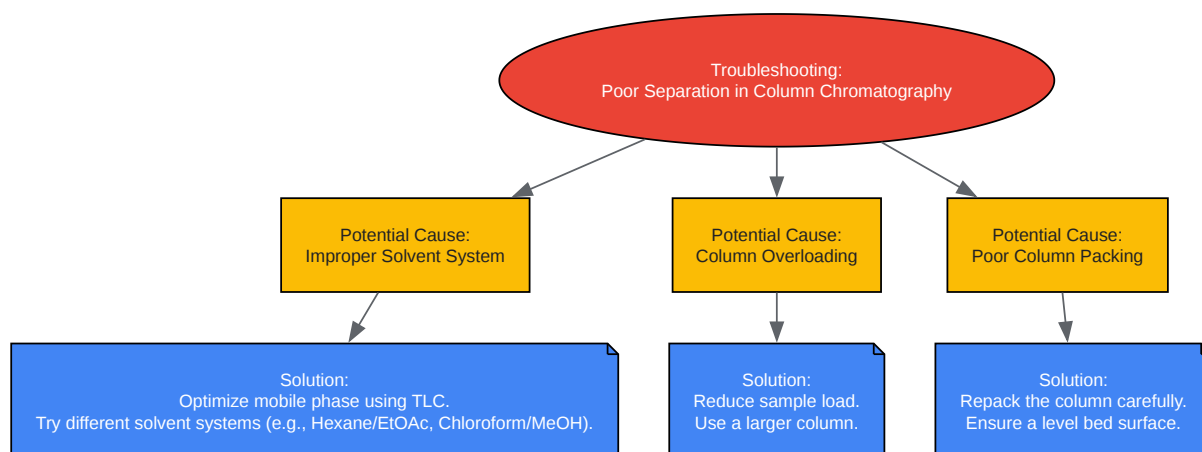 Troubleshooting:
Poor Separation in Column Chromatography
Potential Cause:
Improper Solvent System
Potential Cause:
Column Overloading
Potential Cause:
Poor Column Packing
Solution:
Optimize mobile phase using TLC.
Try different solvent systems (e.g., Hexane/EtOAc, Chloroform/MeOH).
Solution:
Reduce sample load.
Use a larger column.
Solution:
Repack the column carefully.
Ensure a level bed surface.